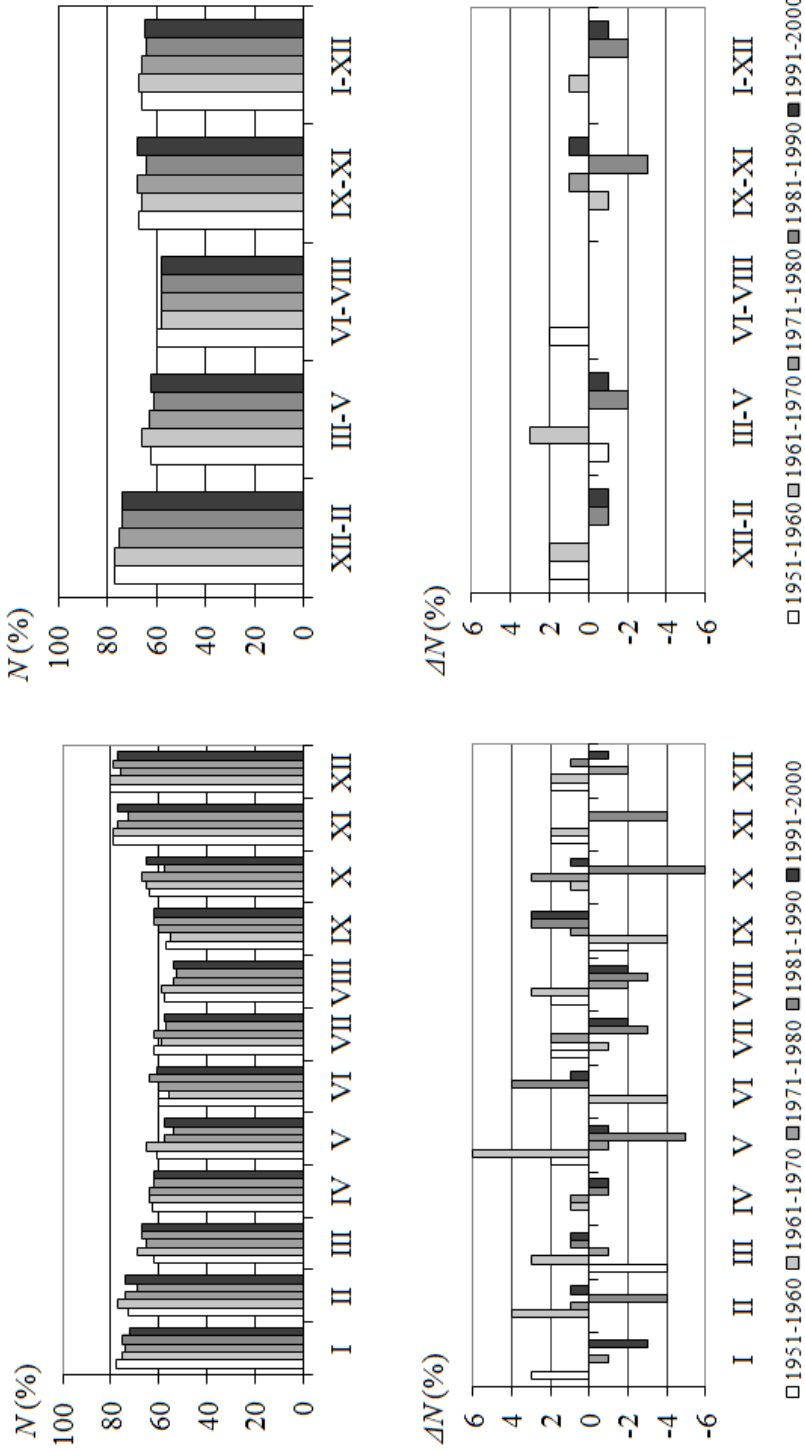 N (%)
100
80
60
40
20
0
I II III IV V VI VII VIII IX X XI XII
N (%)
100
80
60
40
20
0
XII-II III-V VI-VIII IX-XI I-XII
ΔN (%)
6
4
2
0
-2
-4
-6
I II III IV V VI VII VIII IX X XI XII
1951-1960 1961-1970 1971-1980 1981-1990 1991-2000
ΔN (%)
6
4
2
0
-2
-4
-6
XII-II III-V VI-VIII IX-XI I-XII
1951-1960 1961-1970 1971-1980 1981-1990 1991-2000